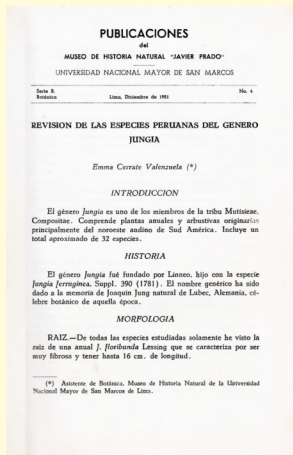 PUBLICACIONES
del
MUSEO DE HISTORIA NATURAL "JAVIER PRADO"
UNIVERSIDAD NACIONAL MAYOR DE SAN MARCOS
Serie B. No. 4
Botánica Lima, Diciembre de 1951
REVISION DE LAS ESPECIES PERUANAS DEL GENERO
JUNGIA
Emma Cerrate Valenzuela (*)
INTRODUCCION
El género Jungia es uno de los miembros de la tribu Mutisieae.
Compositae. Comprende plantas anuales y arbustivas originarias
principalmente del noroeste andino de Sud América. Incluye un
total aproximado de 32 especies.
HISTORIA
El género Jungia fué fundado por Linneo, hijo con la especie
Jungia ferruginea. Suppl. 390 (1781). El nombre genérico ha sido
dado a la memoria de Joaquin Jung natural de Lubec, Alemania, cé-
lebre botánico de aquella época.
MORFOLOGIA
RAIZ.—De todas las especies estudiadas solamente he visto la
raíz de una anual J. floribunda Lessing que se caracteriza por ser
muy fibrosa y tener hasta 16 cm. de longitud.
(*) Asistente de Botánica, Museo de Historia Natural de la Universidad
Nacional Mayor de San Marcos de Lima.